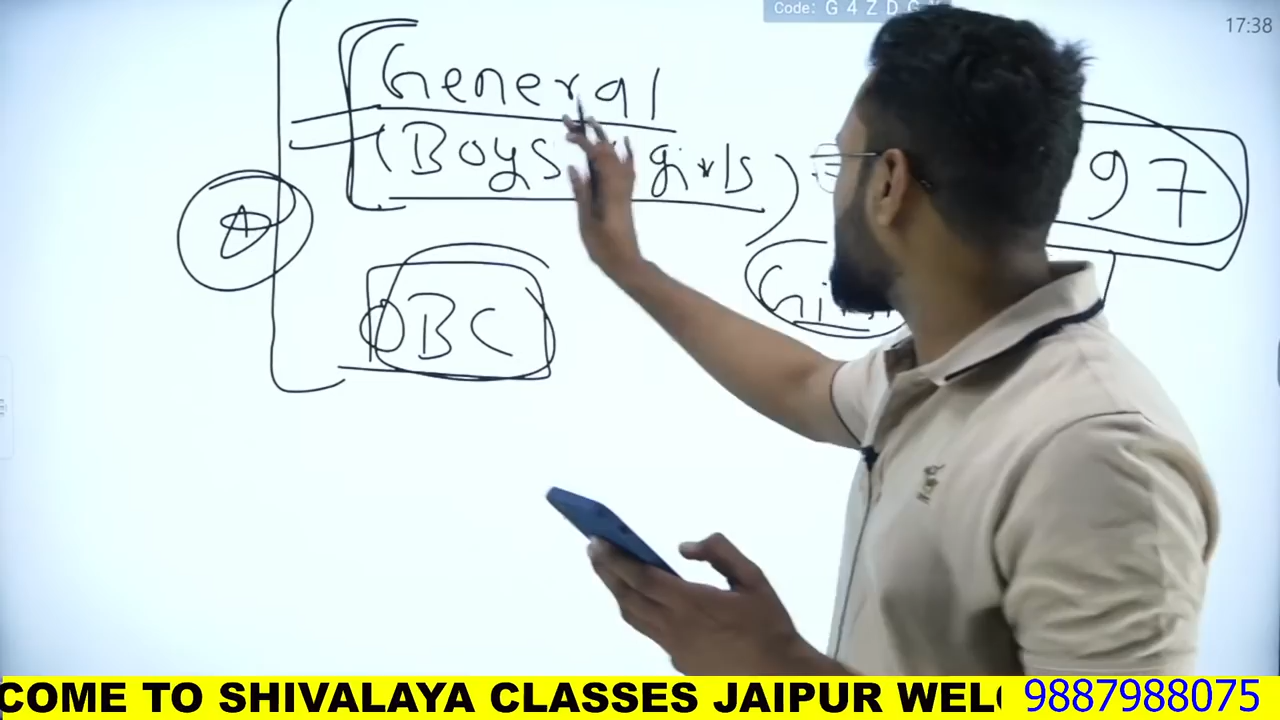 Code: G 4 Z D G
17:38
General
(Boys girls) = 97
OBC
COME TO SHIVALAYA CLASSES JAIPUR WEL
9887988075